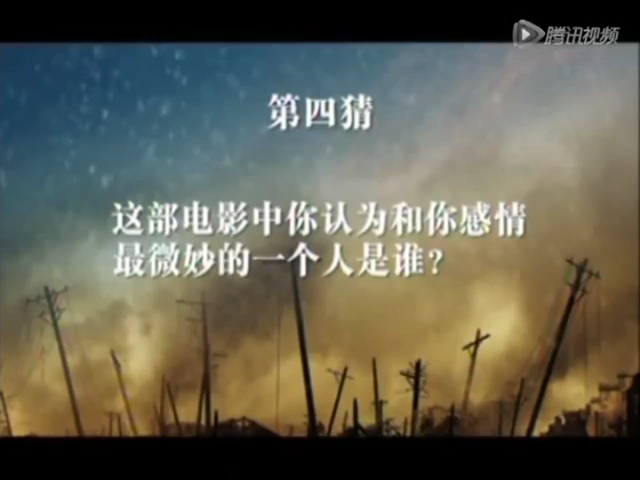 腾讯视频
第四猜
这部电影中你认为和你感情
最微妙的一个人是谁？